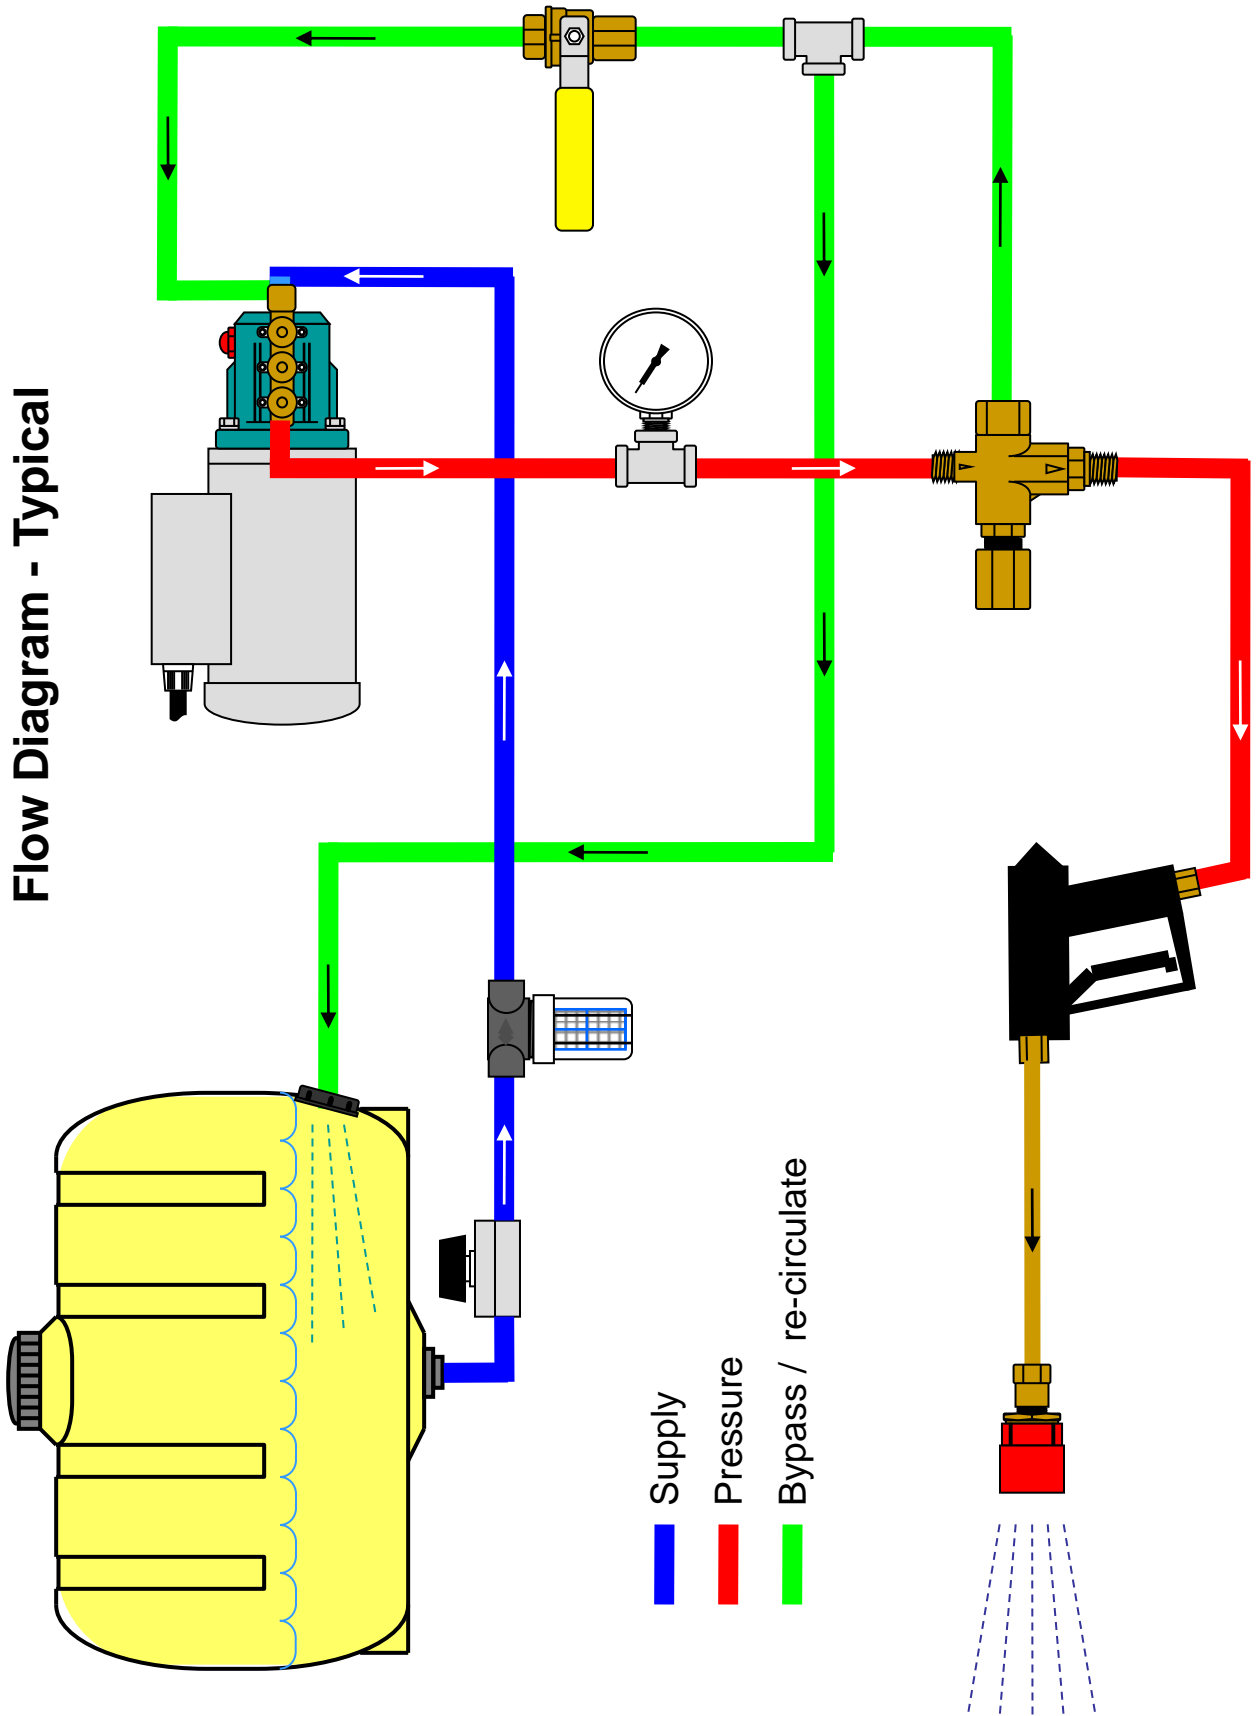 Flow Diagram - Typical
Supply
Pressure
Bypass / re-circulate